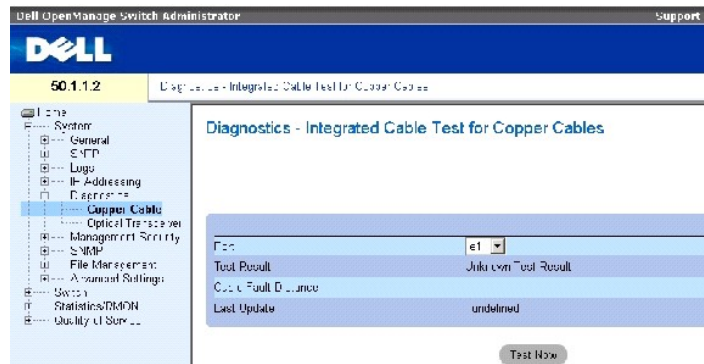 Dell OpenManage Switch Administrator
Support
DELL
50.1.1.2
Diagnostics - Integrated Cable Test for Copper Cables
Home
System
General
SNTP
Logs
IP Addressing
Diagnostics
Copper Cable
Optical Transceiver
Management Security
SNMP
File Management
Advanced Settings
Switch
Statistics/RMON
Quality of Service
Diagnostics - Integrated Cable Test for Copper Cables
Port
e1
Test Result
Unknown Test Result
Cable Fault Distance
Last Update
undefined
Test Now